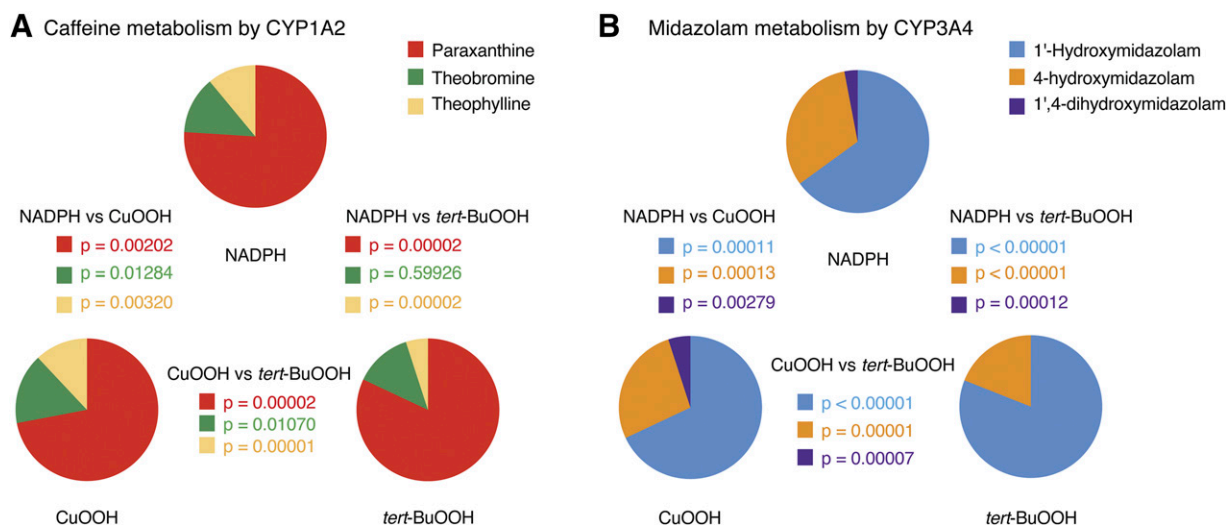 A Caffeine metabolism by CYP1A2
Paraxanthine
Theobromine
Theophylline
NADPH vs CuOOH
p = 0.00202
p = 0.01284
p = 0.00320
NADPH
NADPH vs tert-BuOOH
p = 0.00002
p = 0.59926
p = 0.00002
CuOOH vs tert-BuOOH
p = 0.00002
p = 0.01070
p = 0.00001
CuOOH
tert-BuOOH
B Midazolam metabolism by CYP3A4
1'-Hydroxymidazolam
4-hydroxymidazolam
1',4-dihydroxymidazolam
NADPH vs CuOOH
p = 0.00011
p = 0.00013
p = 0.00279
NADPH
NADPH vs tert-BuOOH
p < 0.00001
p < 0.00001
p = 0.00012
CuOOH vs tert-BuOOH
p < 0.00001
p = 0.00001
p = 0.00007
CuOOH
tert-BuOOH